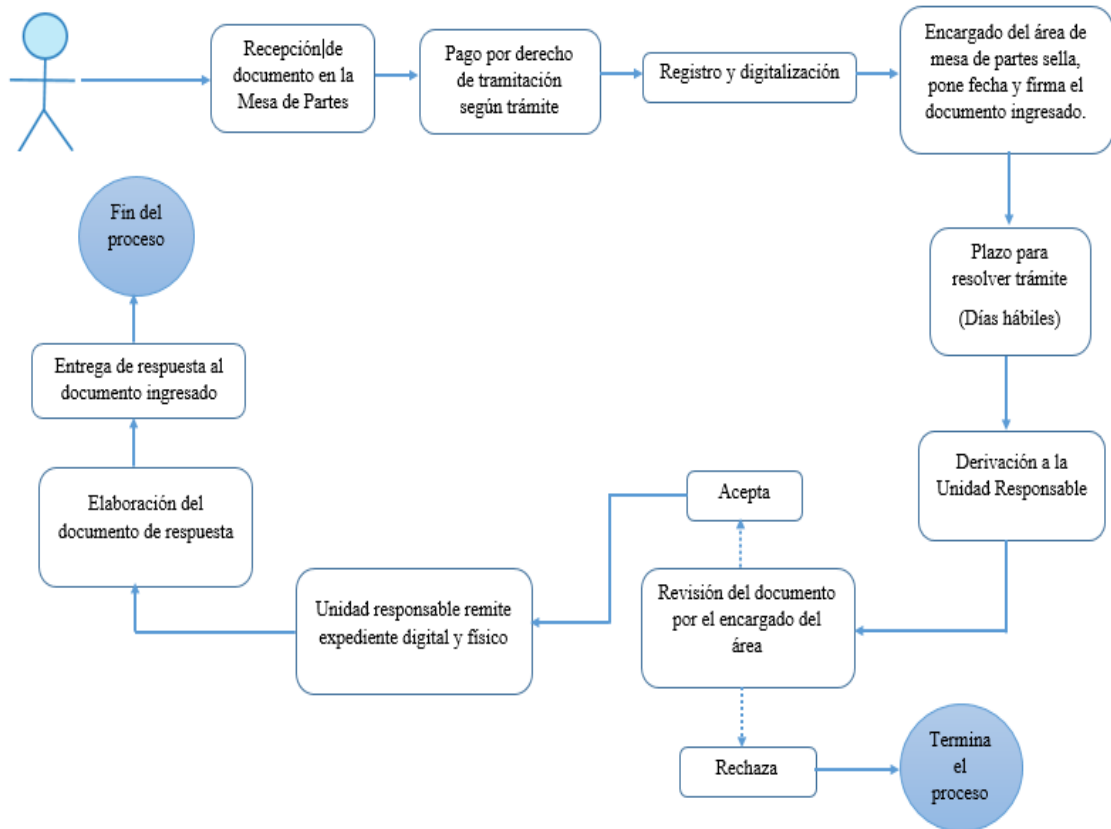 Recepción|de
documento en la
Mesa de Partes
Pago por derecho
de tramitación
según trámite
Registro y digitalización
Encargado del área de
mesa de partes sella,
pone fecha y firma el
documento ingresado.
Plazo para
resolver trámite
(Días hábiles)
Derivación a la
Unidad Responsable
Revisión del documento
por el encargado del
área
Acepta
Rechaza
Termina
el
proceso
Unidad responsable remite
expediente digital y físico
Elaboración del
documento de respuesta
Entrega de respuesta al
documento ingresado
Fin del
proceso